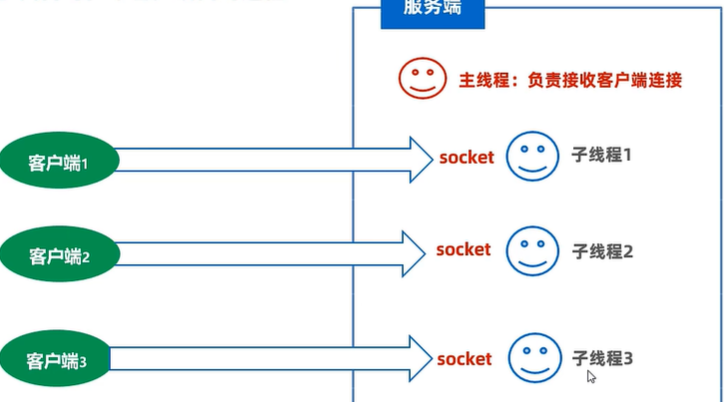 服务端
主线程：负责接收客户端连接
客户端1
socket
子线程1
客户端2
socket
子线程2
客户端3
socket
子线程3